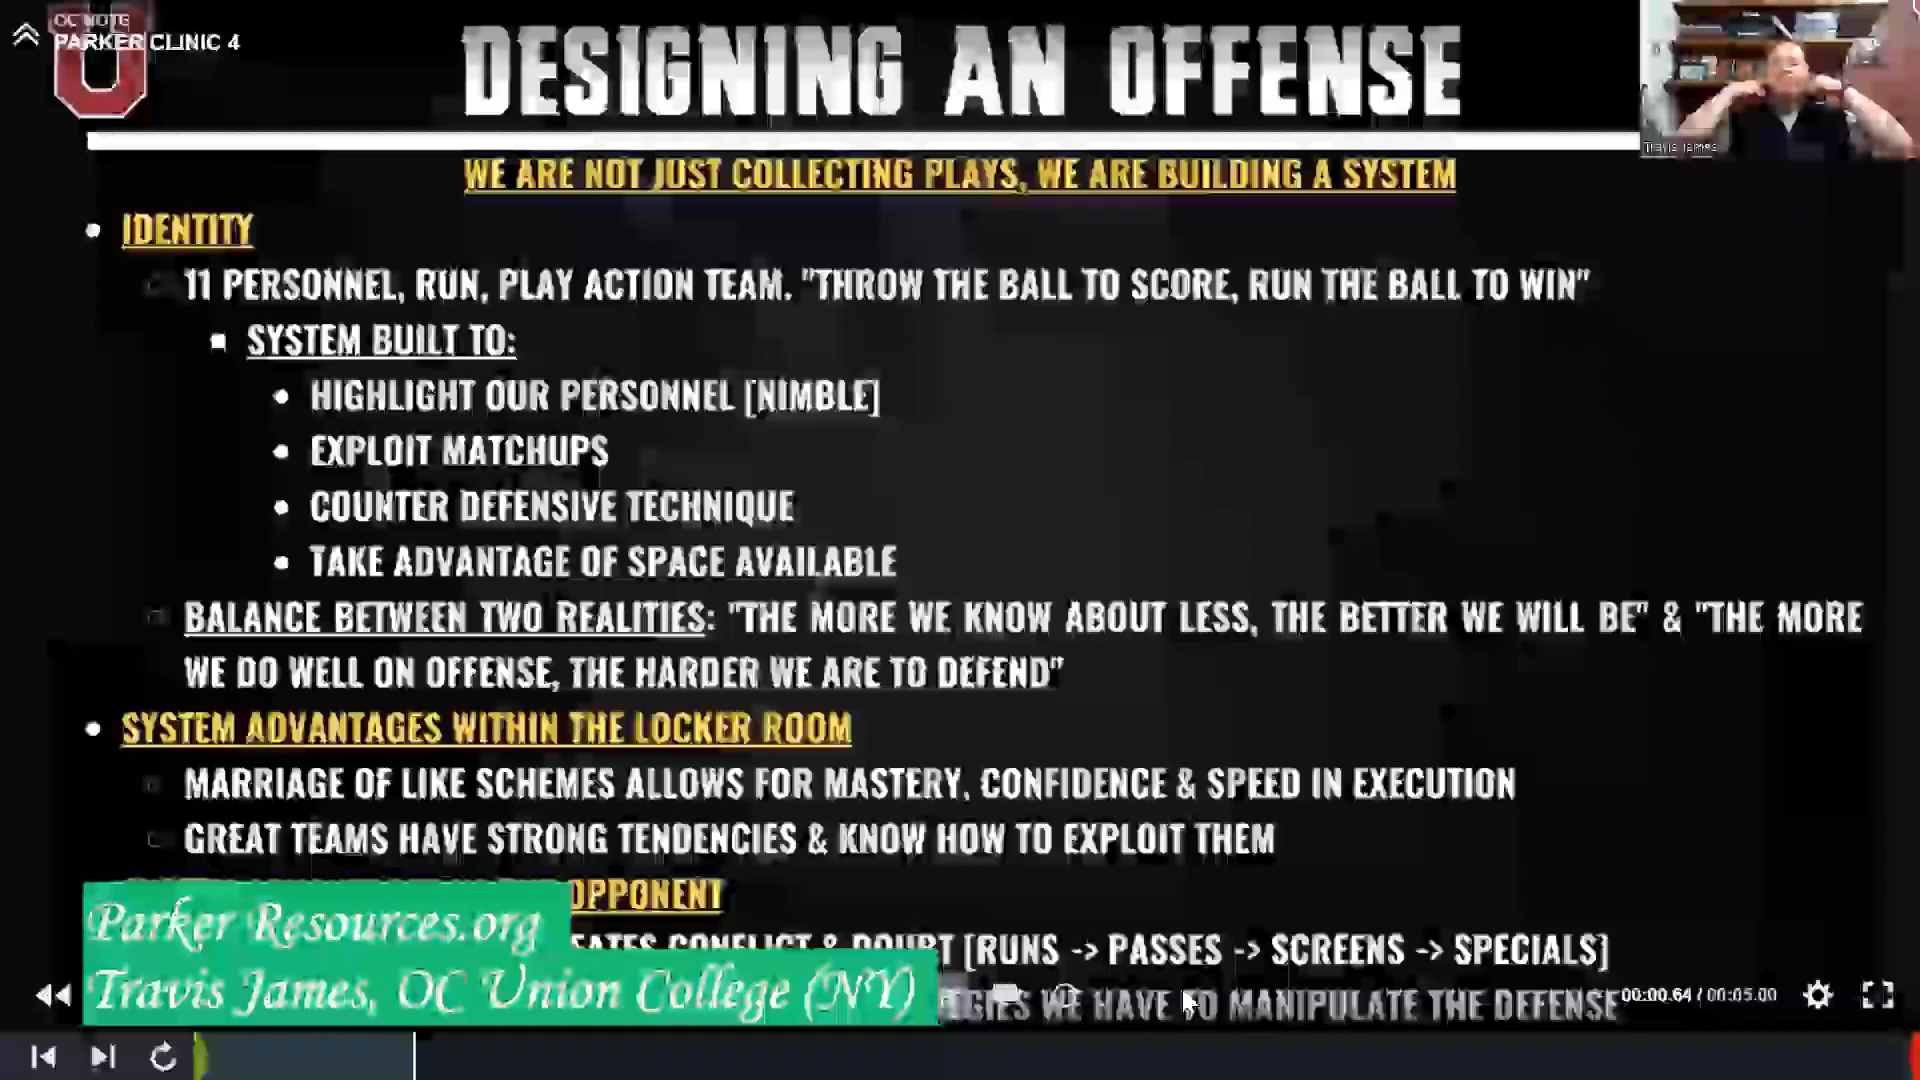 OC NOTE
PARKER CLINIC 4
U
DESIGNING AN OFFENSE
Travis James
WE ARE NOT JUST COLLECTING PLAYS, WE ARE BUILDING A SYSTEM
IDENTITY
11 PERSONNEL, RUN, PLAY ACTION TEAM. "THROW THE BALL TO SCORE, RUN THE BALL TO WIN"
SYSTEM BUILT TO:
HIGHLIGHT OUR PERSONNEL [NIMBLE]
EXPLOIT MATCHUPS
COUNTER DEFENSIVE TECHNIQUE
TAKE ADVANTAGE OF SPACE AVAILABLE
BALANCE BETWEEN TWO REALITIES: "THE MORE WE KNOW ABOUT LESS, THE BETTER WE WILL BE" & "THE MORE
WE DO WELL ON OFFENSE, THE HARDER WE ARE TO DEFEND"
SYSTEM ADVANTAGES WITHIN THE LOCKER ROOM
MARRIAGE OF LIKE SCHEMES ALLOWS FOR MASTERY, CONFIDENCE & SPEED IN EXECUTION
GREAT TEAMS HAVE STRONG TENDENCIES & KNOW HOW TO EXPLOIT THEM
OPPONENT
CONFLICT & DOUBT [RUNS -> PASSES -> SCREENS -> SPECIALS]
WE HAVE TO MANIPULATE THE DEFENSE
Parker Resources.org
Travis James, OC Union College (NY)
00:00.64 / 00:05.00